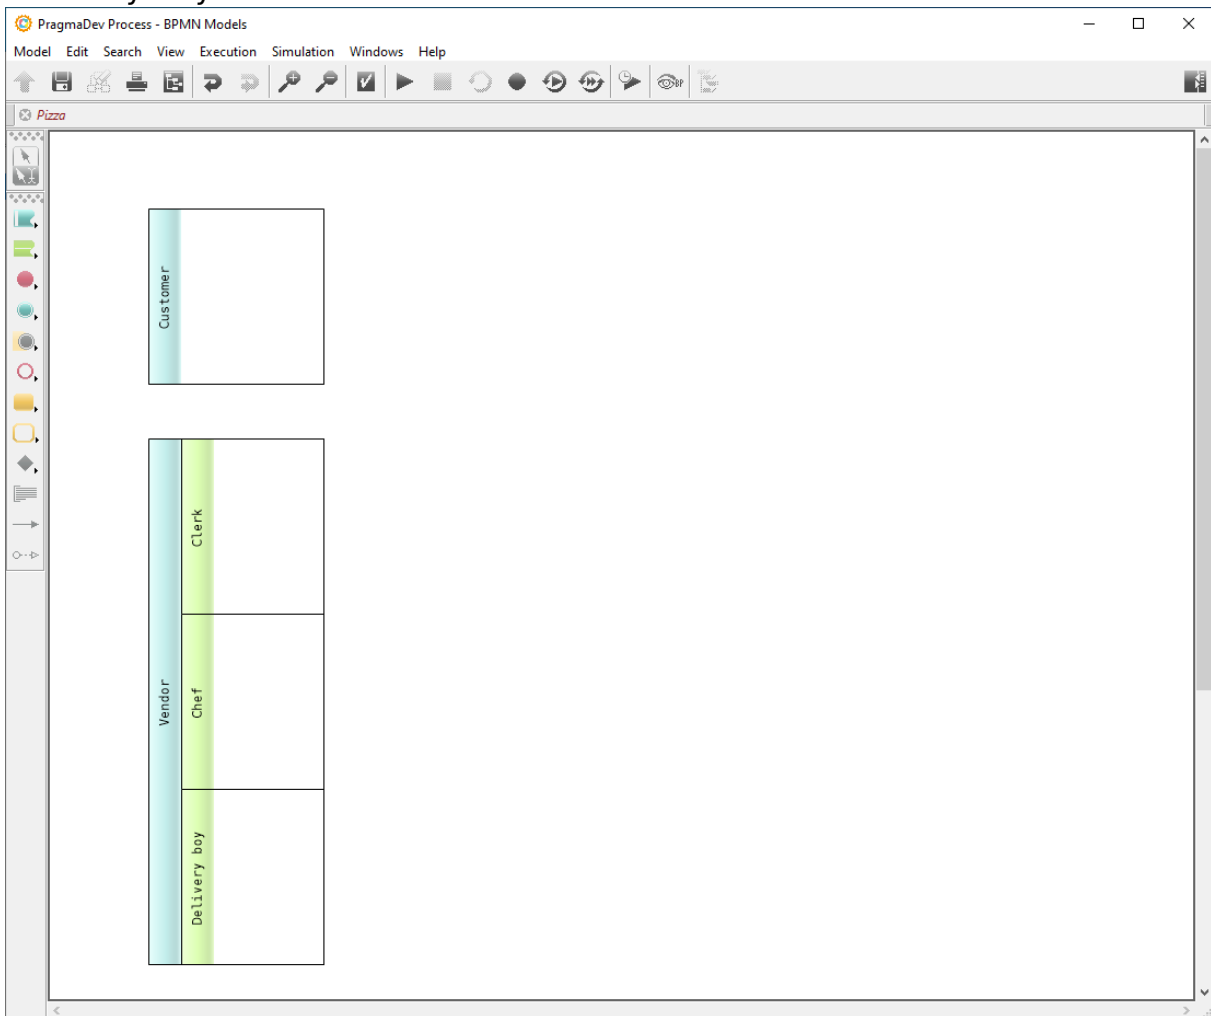 PragmaDev Process - BPMN Models
Model Edit Search View Execution Simulation Windows Help
BP
Pizza
Customer
Vendor
Clerk
Chef
Delivery boy